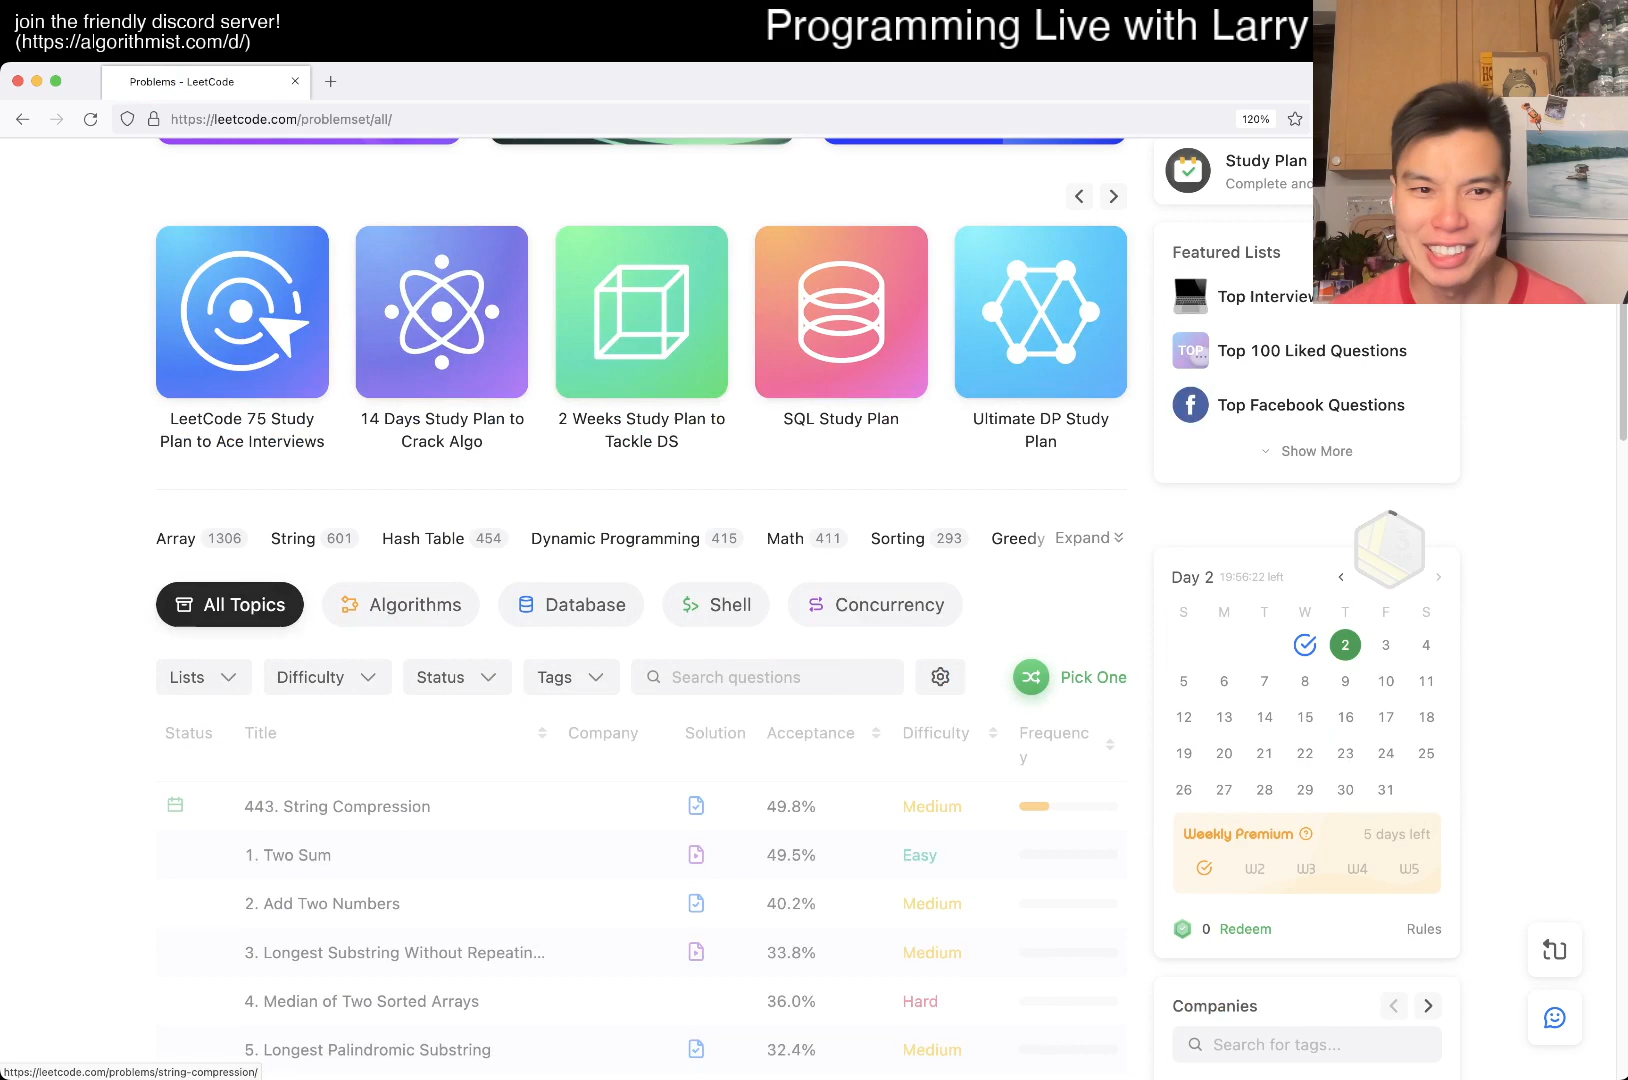 join the friendly discord server!
(https://algorithmist.com/d/)
Programming Live with Larry
Problems - LeetCode
https://leetcode.com/problemset/all/
120%
Study Plan
Complete and
Featured Lists
Top Interview
TOP
Top 100 Liked Questions
Top Facebook Questions
Show More
LeetCode 75 Study
Plan to Ace Interviews
14 Days Study Plan to
Crack Algo
2 Weeks Study Plan to
Tackle DS
SQL Study Plan
Ultimate DP Study
Plan
Array 1306
String 601
Hash Table 454
Dynamic Programming 415
Math 411
Sorting 293
Greedy
Expand
All Topics
Algorithms
Database
Shell
Concurrency
Lists
Difficulty
Status
Tags
Search questions
Pick One
Status Title Company Solution Acceptance Difficulty Frequenc
y
443. String Compression 49.8% Medium
1. Two Sum 49.5% Easy
2. Add Two Numbers 40.2% Medium
3. Longest Substring Without Repeatin... 33.8% Medium
4. Median of Two Sorted Arrays 36.0% Hard
5. Longest Palindromic Substring 32.4% Medium
Day 2 19:56:22 left
S M T W T F S
2 3 4
5 6 7 8 9 10 11
12 13 14 15 16 17 18
19 20 21 22 23 24 25
26 27 28 29 30 31
Weekly Premium 5 days left
W2 W3 W4 W5
0 Redeem Rules
Companies
Search for tags...
https://leetcode.com/problems/string-compression/